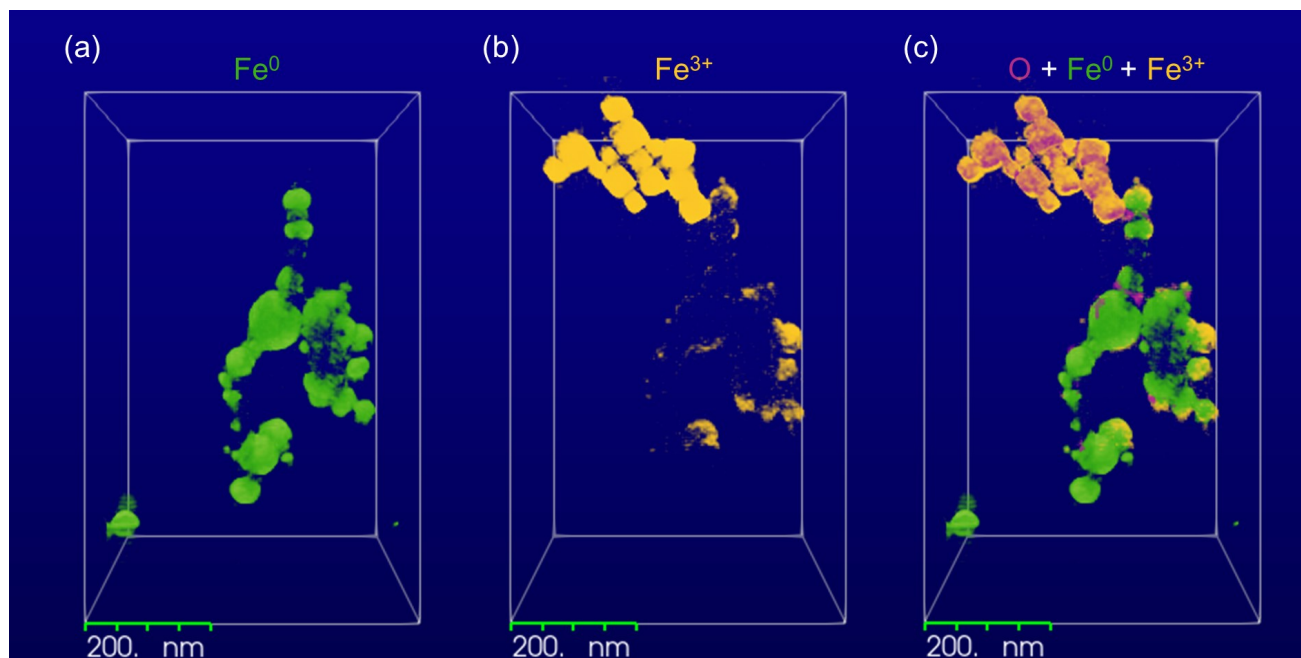 (a) (b) (c)
Fe⁰ Fe³⁺ O + Fe⁰ + Fe³⁺
200. nm 200. nm 200. nm